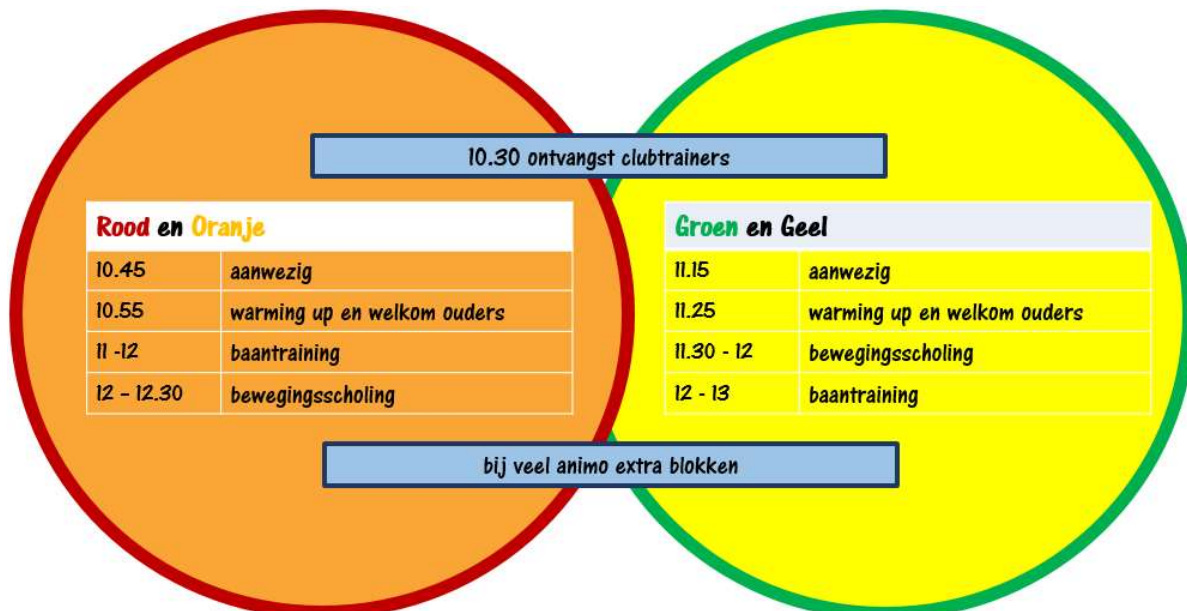 10.30 ontvangst clubtrainers
Rood en Oranje
10.45 aanwezig
10.55 warming up en welkom ouders
11 -12 baantraining
12 – 12.30 bewegingsscholing
Groen en Geel
11.15 aanwezig
11.25 warming up en welkom ouders
11.30 - 12 bewegingsscholing
12 - 13 baantraining
bij veel animo extra blokken